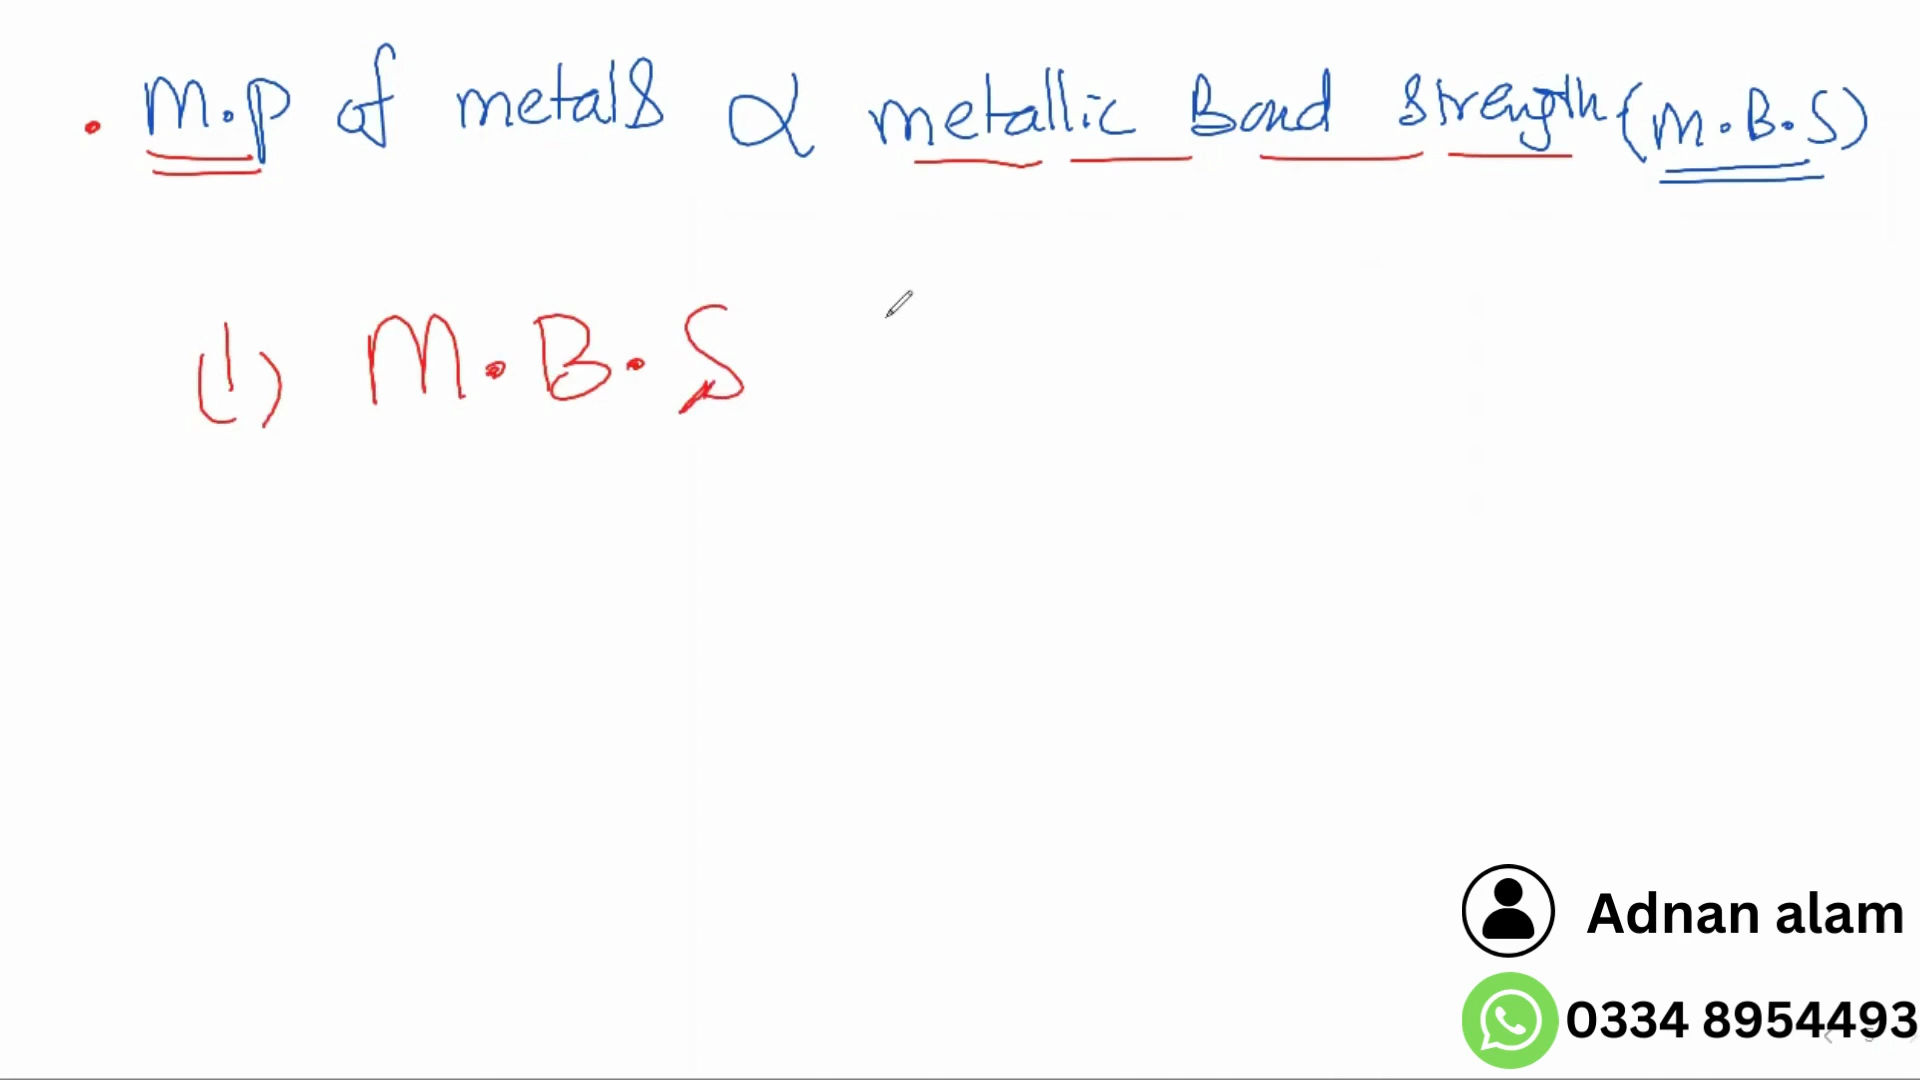 . M.P of metals ∝ metallic Bond strength (M.B.S)
(1) M.B.S
Adnan alam
0334 8954493